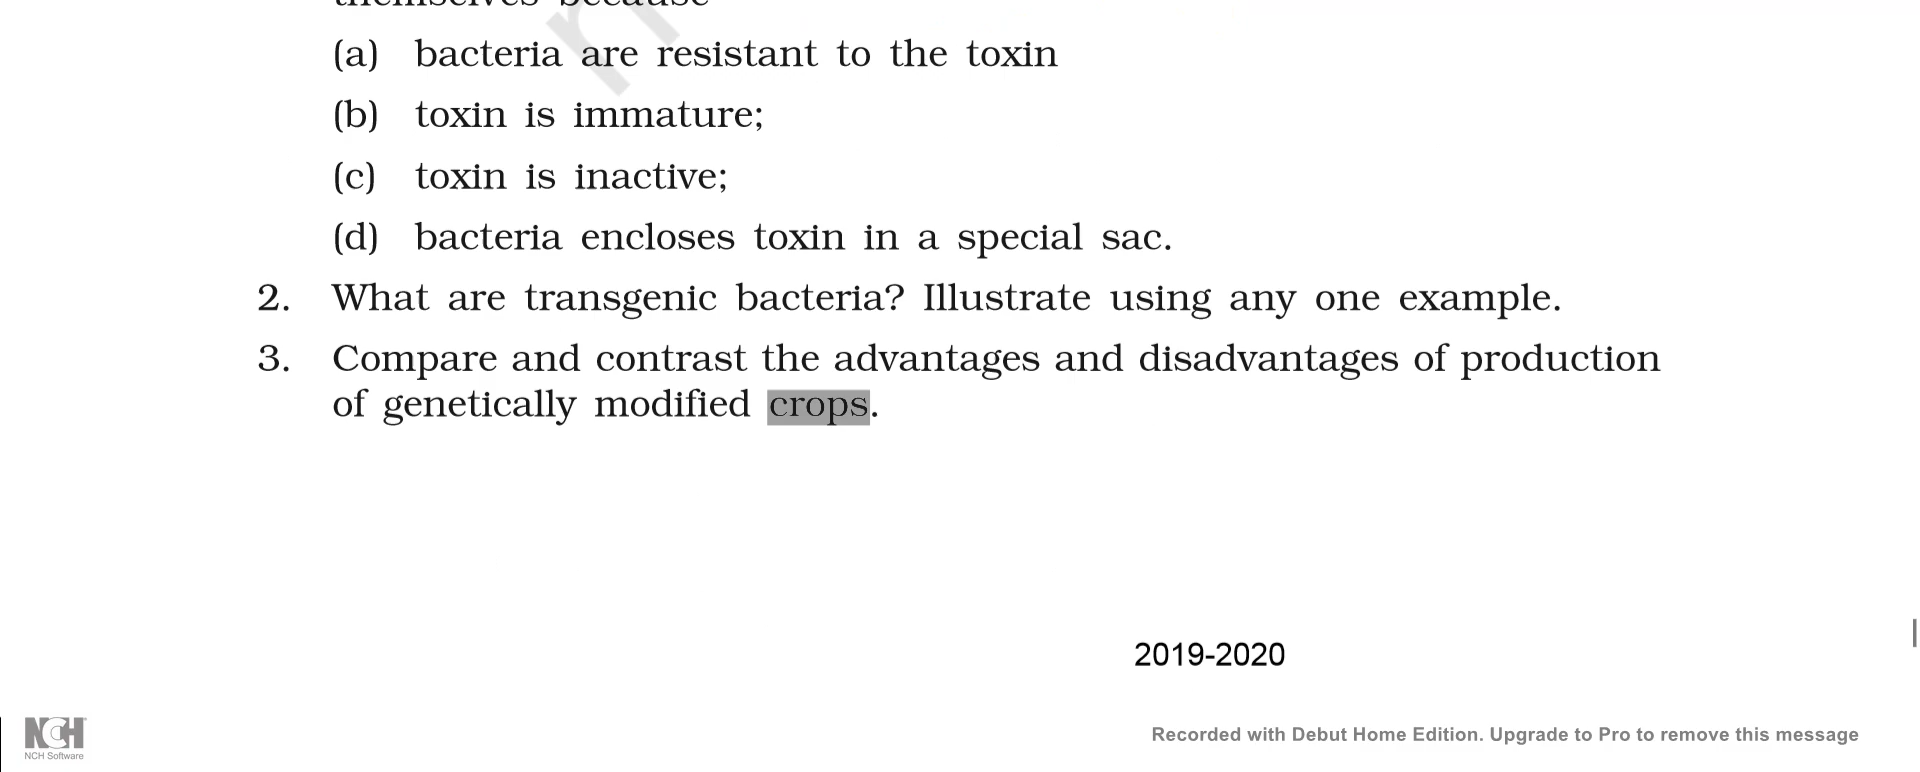 themselves because
(a) bacteria are resistant to the toxin
(b) toxin is immature;
(c) toxin is inactive;
(d) bacteria encloses toxin in a special sac.
2. What are transgenic bacteria? Illustrate using any one example.
3. Compare and contrast the advantages and disadvantages of production
of genetically modified crops.
2019-2020
NCH
NCH Software
Recorded with Debut Home Edition. Upgrade to Pro to remove this message